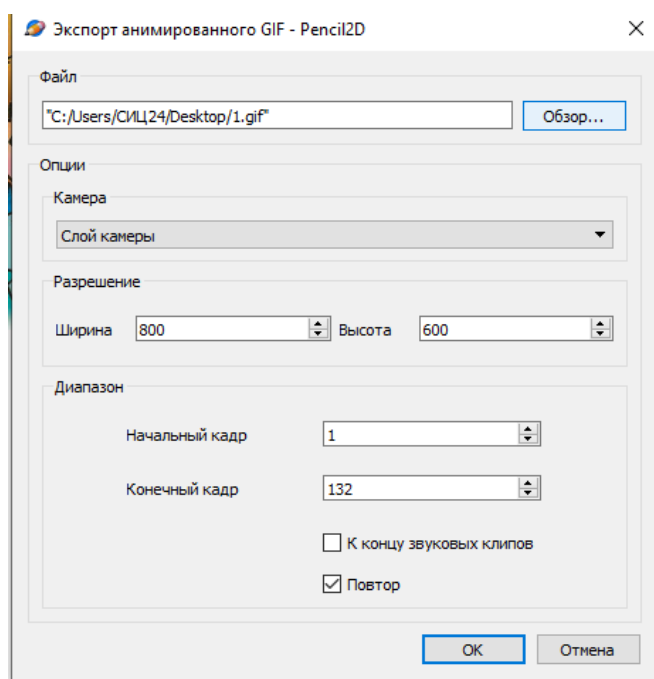 Экспорт анимированного GIF - Pencil2D
Файл
"C:/Users/СИЦ24/Desktop/1.gif"
Обзор...
Опции
Камера
Слой камеры
Разрешение
Ширина 800 Высота 600
Диапазон
Начальный кадр 1
Конечный кадр 132
К концу звуковых клипов
Повтор
OK Отмена